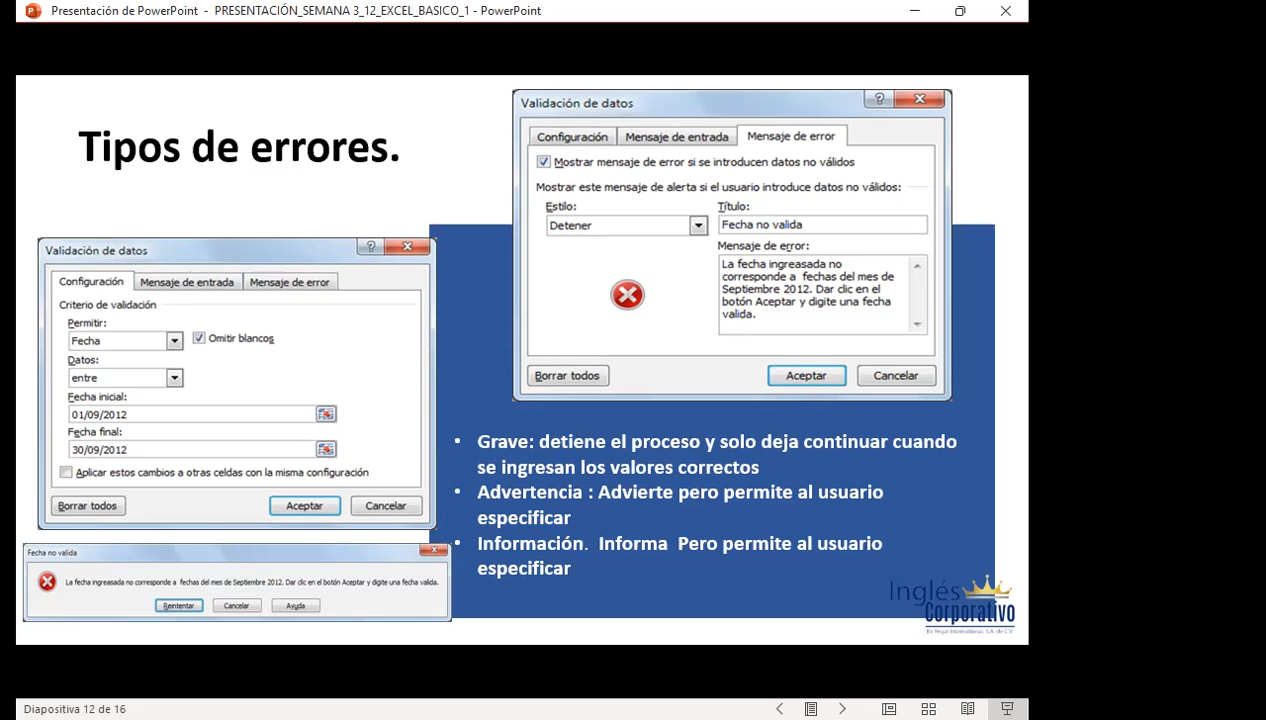 Presentación de PowerPoint - PRESENTACIÓN_SEMANA 3_12_EXCEL_BASICO_1 - PowerPoint
Tipos de errores.
Validación de datos
Configuración Mensaje de entrada Mensaje de error
Mostrar mensaje de error si se introducen datos no válidos
Mostrar este mensaje de alerta si el usuario introduce datos no válidos:
Estilo:
Detener
Título:
Fecha no valida
Mensaje de error:
La fecha ingreasada no
corresponde a fechas del mes de
Septiembre 2012. Dar clic en el
botón Aceptar y digite una fecha
valida.
Borrar todos Aceptar Cancelar
Validación de datos
Configuración Mensaje de entrada Mensaje de error
Criterio de validación
Permitir:
Fecha Omitir blancos
Datos:
entre
Fecha inicial:
01/09/2012
Fecha final:
30/09/2012
Aplicar estos cambios a otras celdas con la misma configuración
Borrar todos Aceptar Cancelar
Fecha no valida
La fecha ingreasada no corresponde a fechas del mes de Septiembre 2012. Dar clic en el botón Aceptar y digite una fecha valida.
Reintentar Cancelar Ayuda
• Grave: detiene el proceso y solo deja continuar cuando
se ingresan los valores correctos
• Advertencia : Advierte pero permite al usuario
especificar
• Información. Informa Pero permite al usuario
especificar
Inglés
Corporativo
By Regal International, S.A. de C.V.
Diapositiva 12 de 16